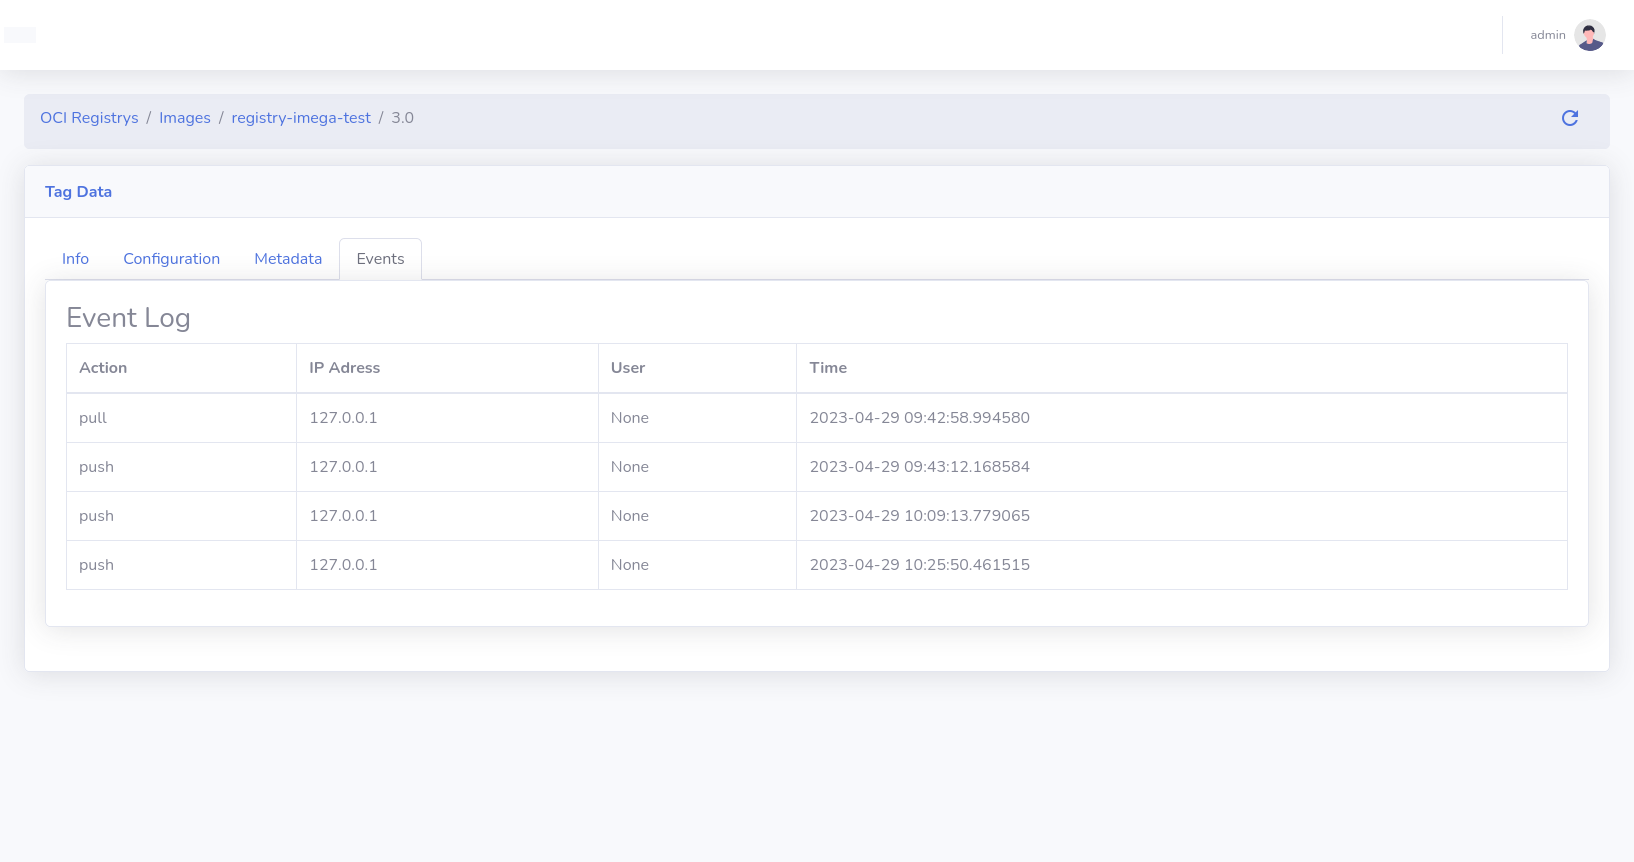 admin
OCI Registrys / Images / registry-imega-test / 3.0
Tag Data
Info Configuration Metadata Events
Event Log
Action IP Adress User Time
pull 127.0.0.1 None 2023-04-29 09:42:58.994580
push 127.0.0.1 None 2023-04-29 09:43:12.168584
push 127.0.0.1 None 2023-04-29 10:09:13.779065
push 127.0.0.1 None 2023-04-29 10:25:50.461515